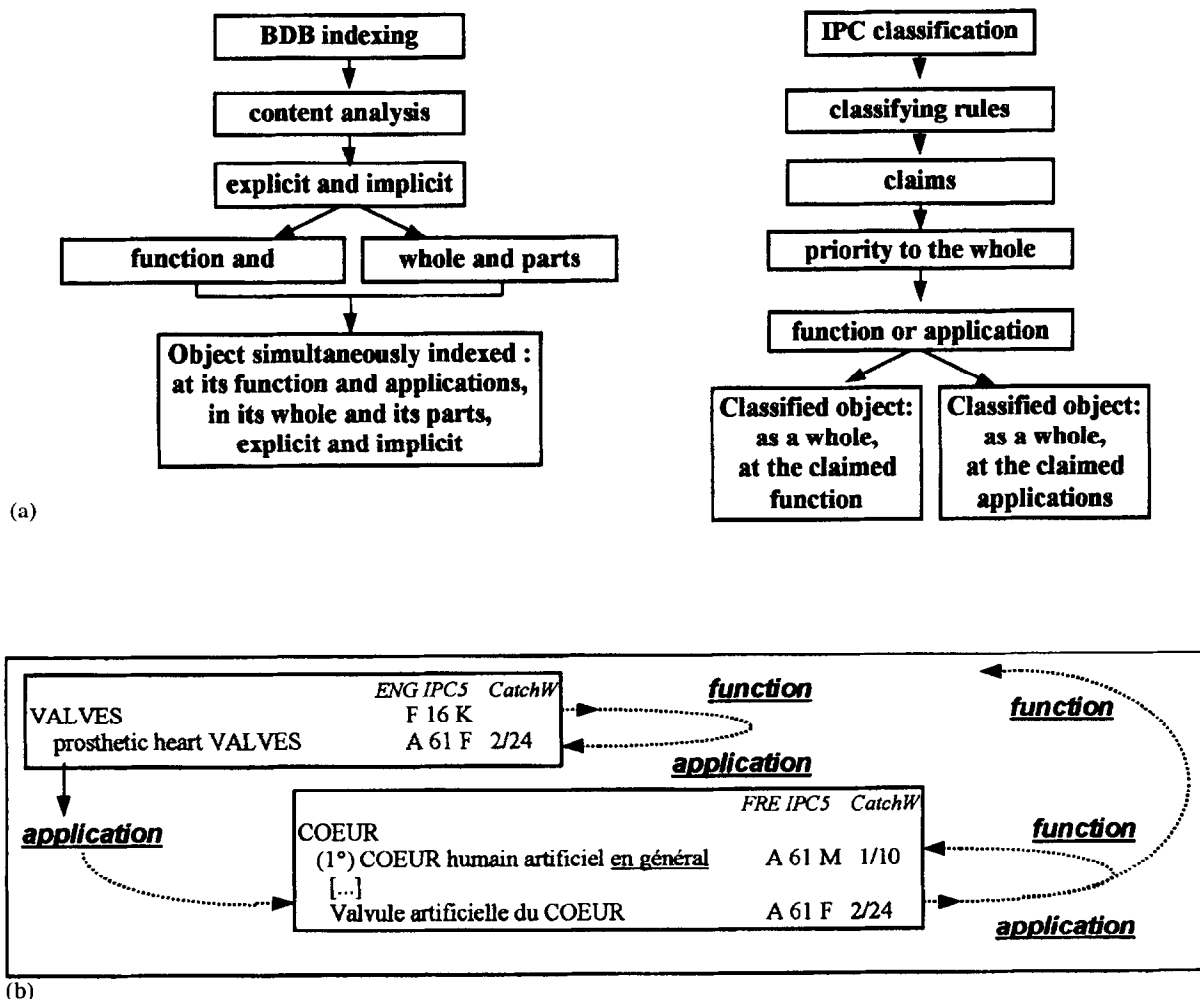 BDB indexing
content analysis
explicit and implicit
function and
whole and parts
Object simultaneously indexed :
at its function and applications,
in its whole and its parts,
explicit and implicit
IPC classification
classifying rules
claims
priority to the whole
function or application
Classified object:
as a whole,
at the claimed
function
Classified object:
as a whole,
at the claimed
applications
(a)
ENG IPC5 CatchW
VALVES F 16 K
prosthetic heart VALVES A 61 F 2/24
function
application
function
application
FRE IPC5 CatchW
COEUR
(1°) COEUR humain artificiel en général A 61 M 1/10
[...]
Valvule artificielle du COEUR A 61 F 2/24
function
application
(b)